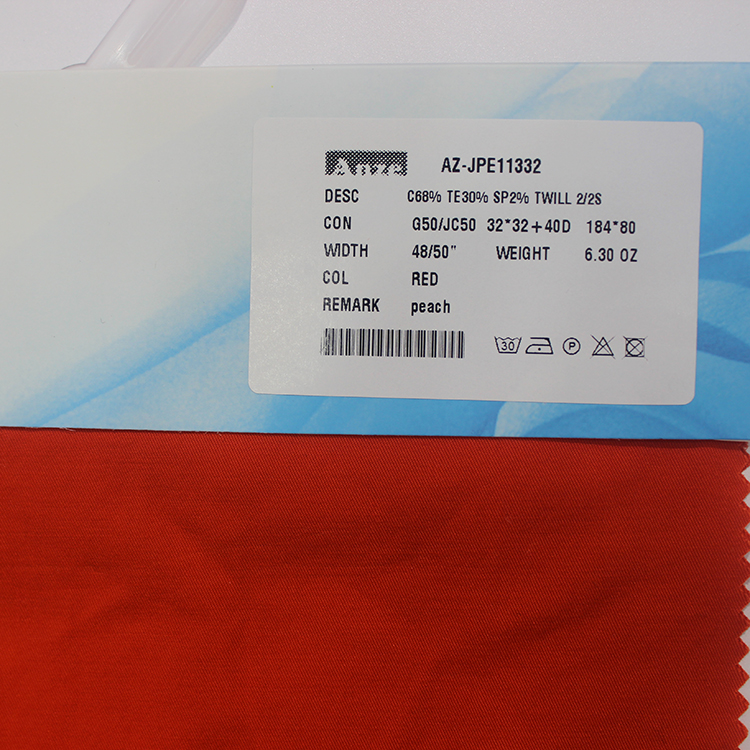 Anze AZ-JPE11332
DESC C68% TE30% SP2% TWILL 2/2S
CON G50/JC50 32*32+40D 184*80
WIDTH 48/50" WEIGHT 6.30 OZ
COL RED
REMARK peach
30 P